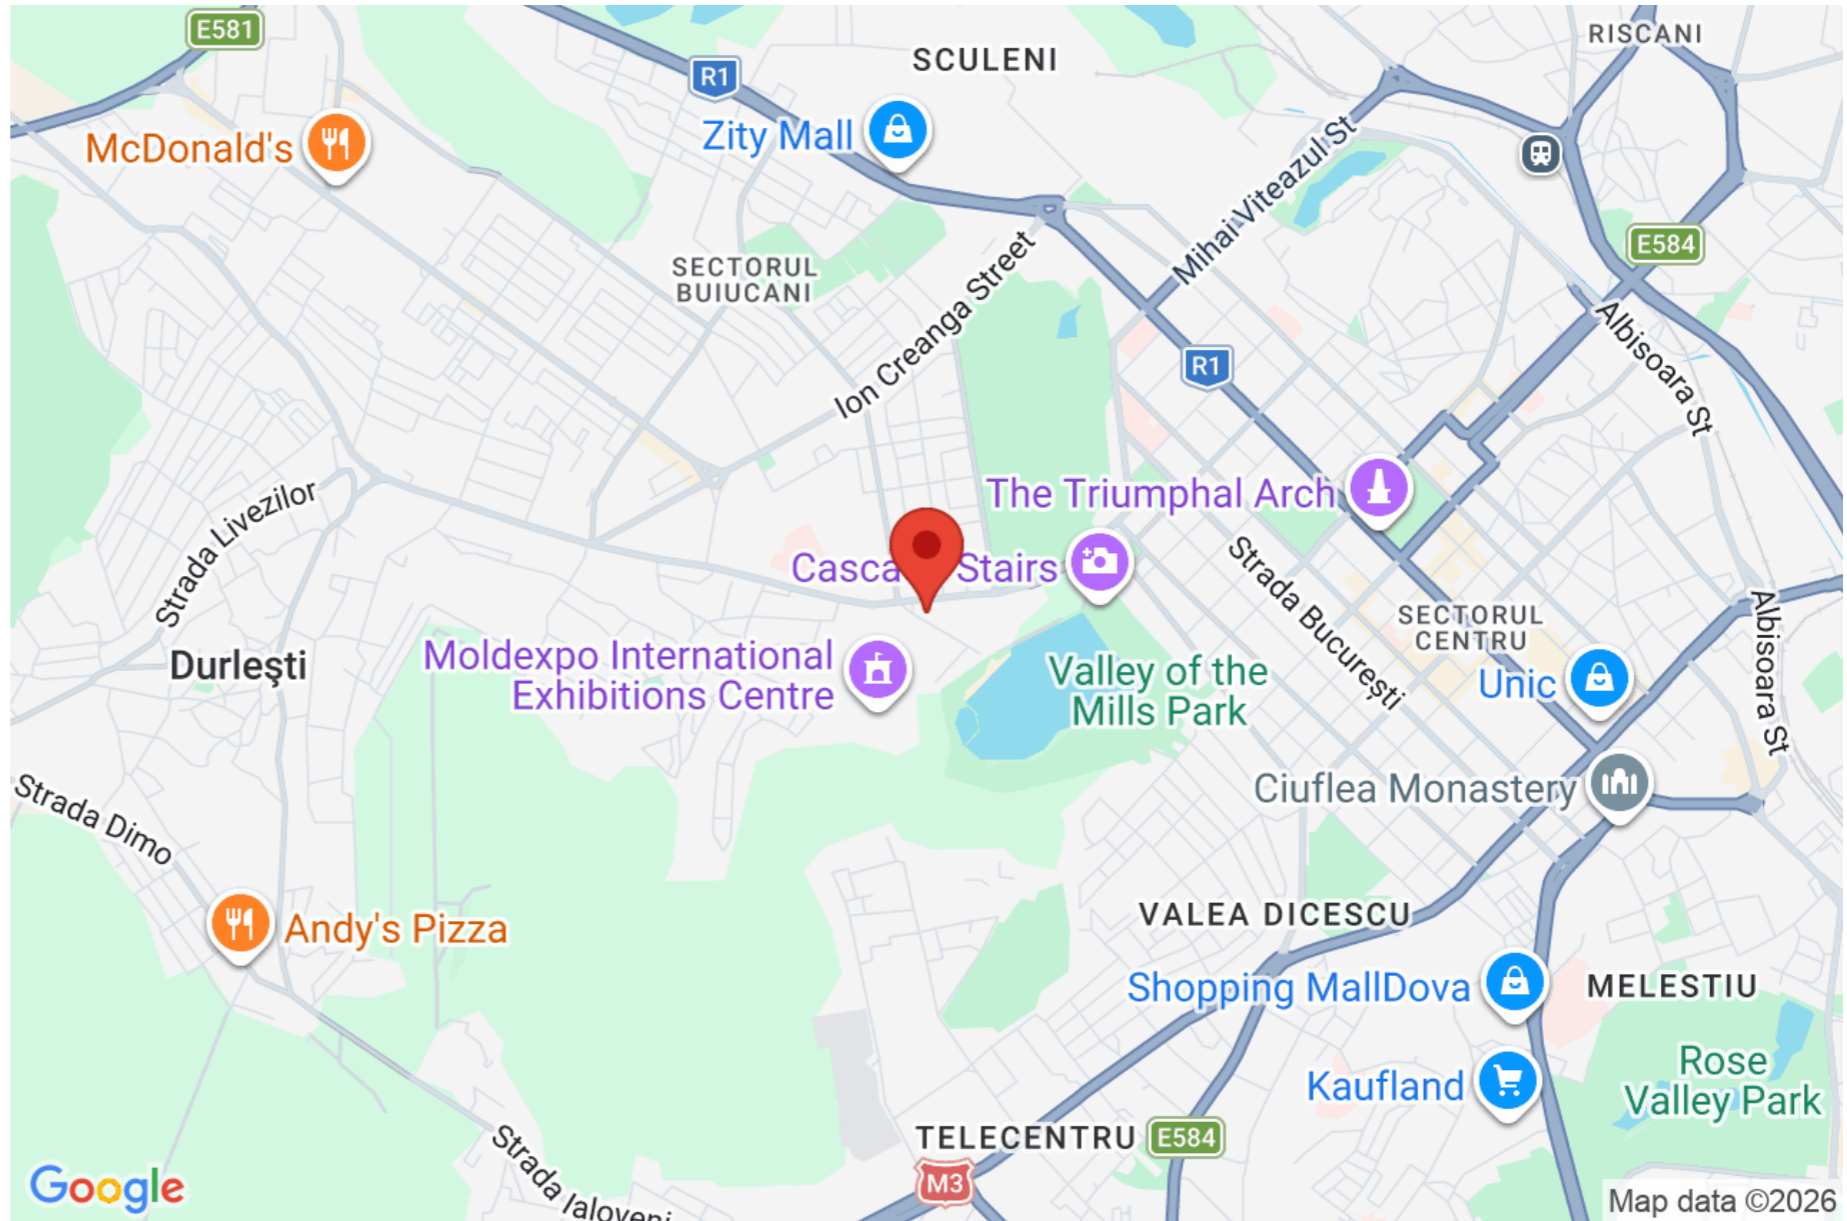 E581
SCULENI
RISCANI
R1
McDonald's
Zity Mall
Mihai Viteazul St
E584
SECTORUL
BUIUCANI
Ion Creanga Street
Albisoara St
R1
Strada Livezilor
The Triumphal Arch
Stairs
Strada București
SECTORUL
CENTRU
Albisoara St
Durleşti
Moldexpo International
Exhibitions Centre
Valley of the
Mills Park
Unic
Strada Dimo
Ciuflea Monastery
Andy's Pizza
VALEA DICESCU
Shopping MallDova
MELESTIU
Rose
Valley Park
Kaufland
Strada Ialoveni
TELECENTRU
E584
M3
Google
Map data ©2026